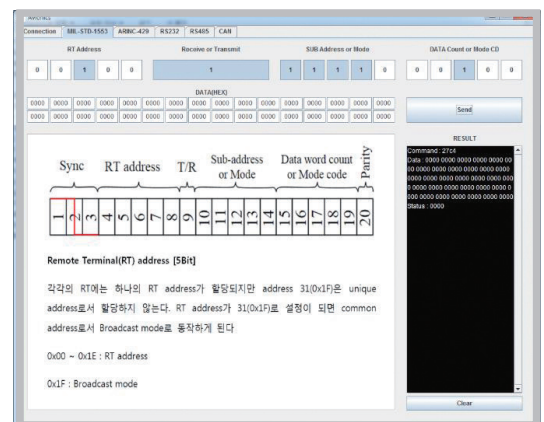 Avionics
Connection MIL-STD-1553 ARINC-429 RS232 RS485 CAN
RT Address Receive or Transmit SUB Address or Mode DATA Count or Mode CD
0 0 1 0 0 1 1 1 1 1 0 0 0 1 0 0
DATA(HEX)
0000 0000 0000 0000 0000 0000 0000 0000 0000 0000 0000 0000 0000 0000 0000 0000
0000 0000 0000 0000 0000 0000 0000 0000 0000 0000 0000 0000 0000 0000 0000 0000
Send
RESULT
Command : 27c4
Data : 0000 0000 0000 0000 0000 00
00 0000 0000 0000 0000 0000 0000
0000 0000 0000 0000 0000 0000 000
0 0000 0000 0000 0000 0000 0000 0
000 0000 0000 0000 0000 0000 0000
Status : 0000
Sync RT address T/R Sub-address or Mode Data word count or Mode code Parity
1 2 3 4 5 6 7 8 9 10 11 12 13 14 15 16 17 18 19 20
Remote Terminal(RT) address [5Bit]
각각의 RT에는 하나의 RT address가 할당되지만 address 31(0x1F)은 unique
address로서 할당하지 않는다. RT address가 31(0x1F)로 설정이 되면 common
address로서 Broadcast mode로 동작하게 된다
0x00 ~ 0x1E : RT address
0x1F : Broadcast mode
Clear